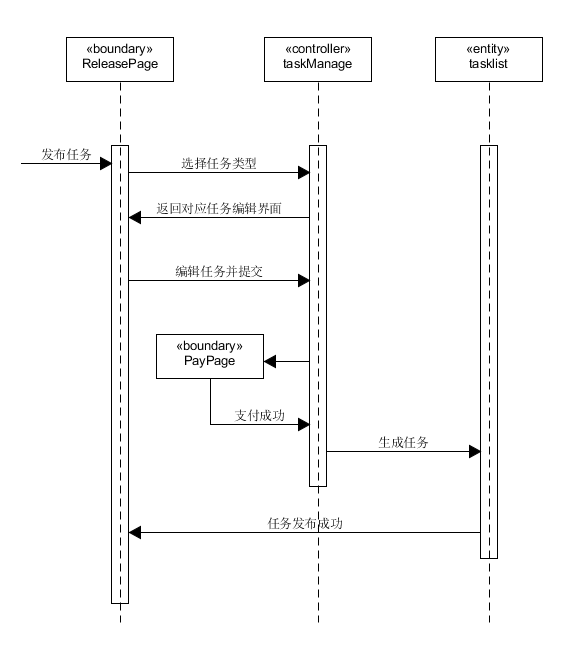 «boundary»
ReleasePage
«controller»
taskManage
«entity»
tasklist
发布任务
选择任务类型
返回对应任务编辑界面
编辑任务并提交
«boundary»
PayPage
支付成功
生成任务
任务发布成功